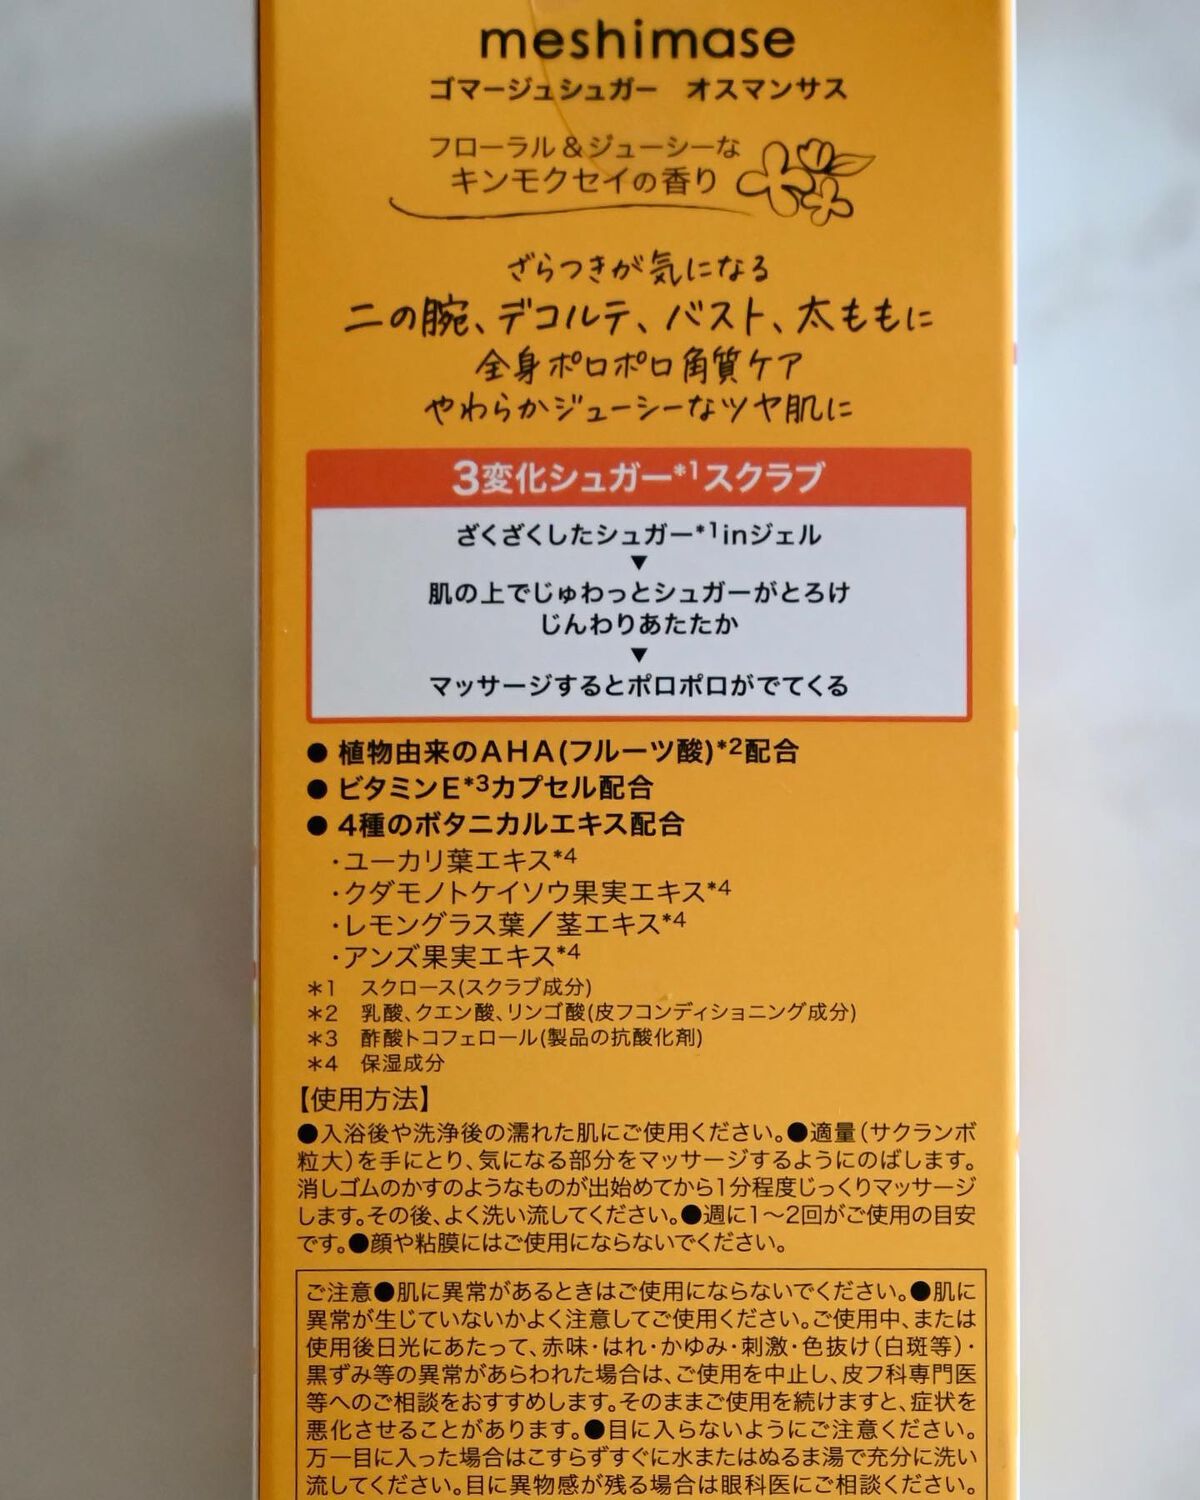 meshimase
ゴマージュシュガー　オスマンサス
フローラル＆ジューシーな
キンモクセイの香り
ざらつきが気になる
二の腕、デコルテ、バスト、太ももに
全身ポロポロ角質ケア
やわらかジューシーなツヤ肌に
3変化シュガー*1スクラブ
ざくざくしたシュガー*1inジェル
▼
肌の上でじゅわっとシュガーがとろけ
じんわりあたたか
▼
マッサージするとポロポロがでてくる
● 植物由来のAHA(フルーツ酸)*2配合
● ビタミンE*3カプセル配合
● 4種のボタニカルエキス配合
・ユーカリ葉エキス*4
・クダモノトケイソウ果実エキス*4
・レモングラス葉／茎エキス*4
・アンズ果実エキス*4
＊1　スクロース(スクラブ成分)
＊2　乳酸、クエン酸、リンゴ酸(皮フコンディショニング成分)
＊3　酢酸トコフェロール(製品の抗酸化剤)
＊4　保湿成分
【使用方法】
●入浴後や洗浄後の濡れた肌にご使用ください。●適量(サクランボ
粒大)を手にとり、気になる部分をマッサージするようにのばします。
消しゴムのかすのようなものが出始めてから1分程度じっくりマッサージ
します。その後、よく洗い流してください。●週に1～2回がご使用の目安
です。●顔や粘膜にはご使用にならないでください。
ご注意●肌に異常があるときはご使用にならないでください。●肌に
異常が生じていないかよく注意してご使用ください。ご使用中、または
使用後日光にあたって、赤味・はれ・かゆみ・刺激・色抜け(白斑等)・
黒ずみ等の異常があらわれた場合は、ご使用を中止し、皮フ科専門医
等へのご相談をおすすめします。そのままご使用を続けますと、症状を
悪化させることがあります。●目に入らないようにご注意ください。
万一目に入った場合はこすらずすぐに水またはぬるま湯で充分に洗い
流してください。目に異物感が残る場合は眼科医にご相談ください。